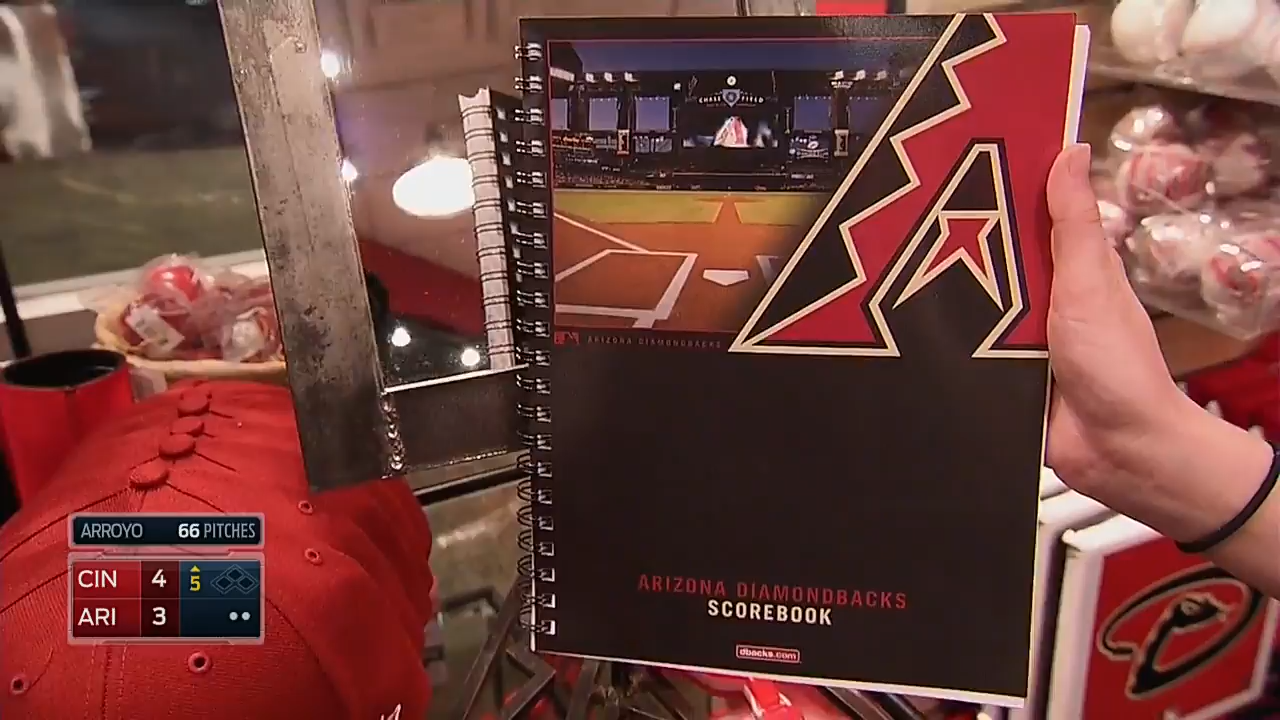 CHASE FIELD
ARIZONA DIAMONDBACKS
ARIZONA DIAMONDBACKS
SCOREBOOK
dbacks.com
ARROYO 66 PITCHES
CIN 4 5
ARI 3